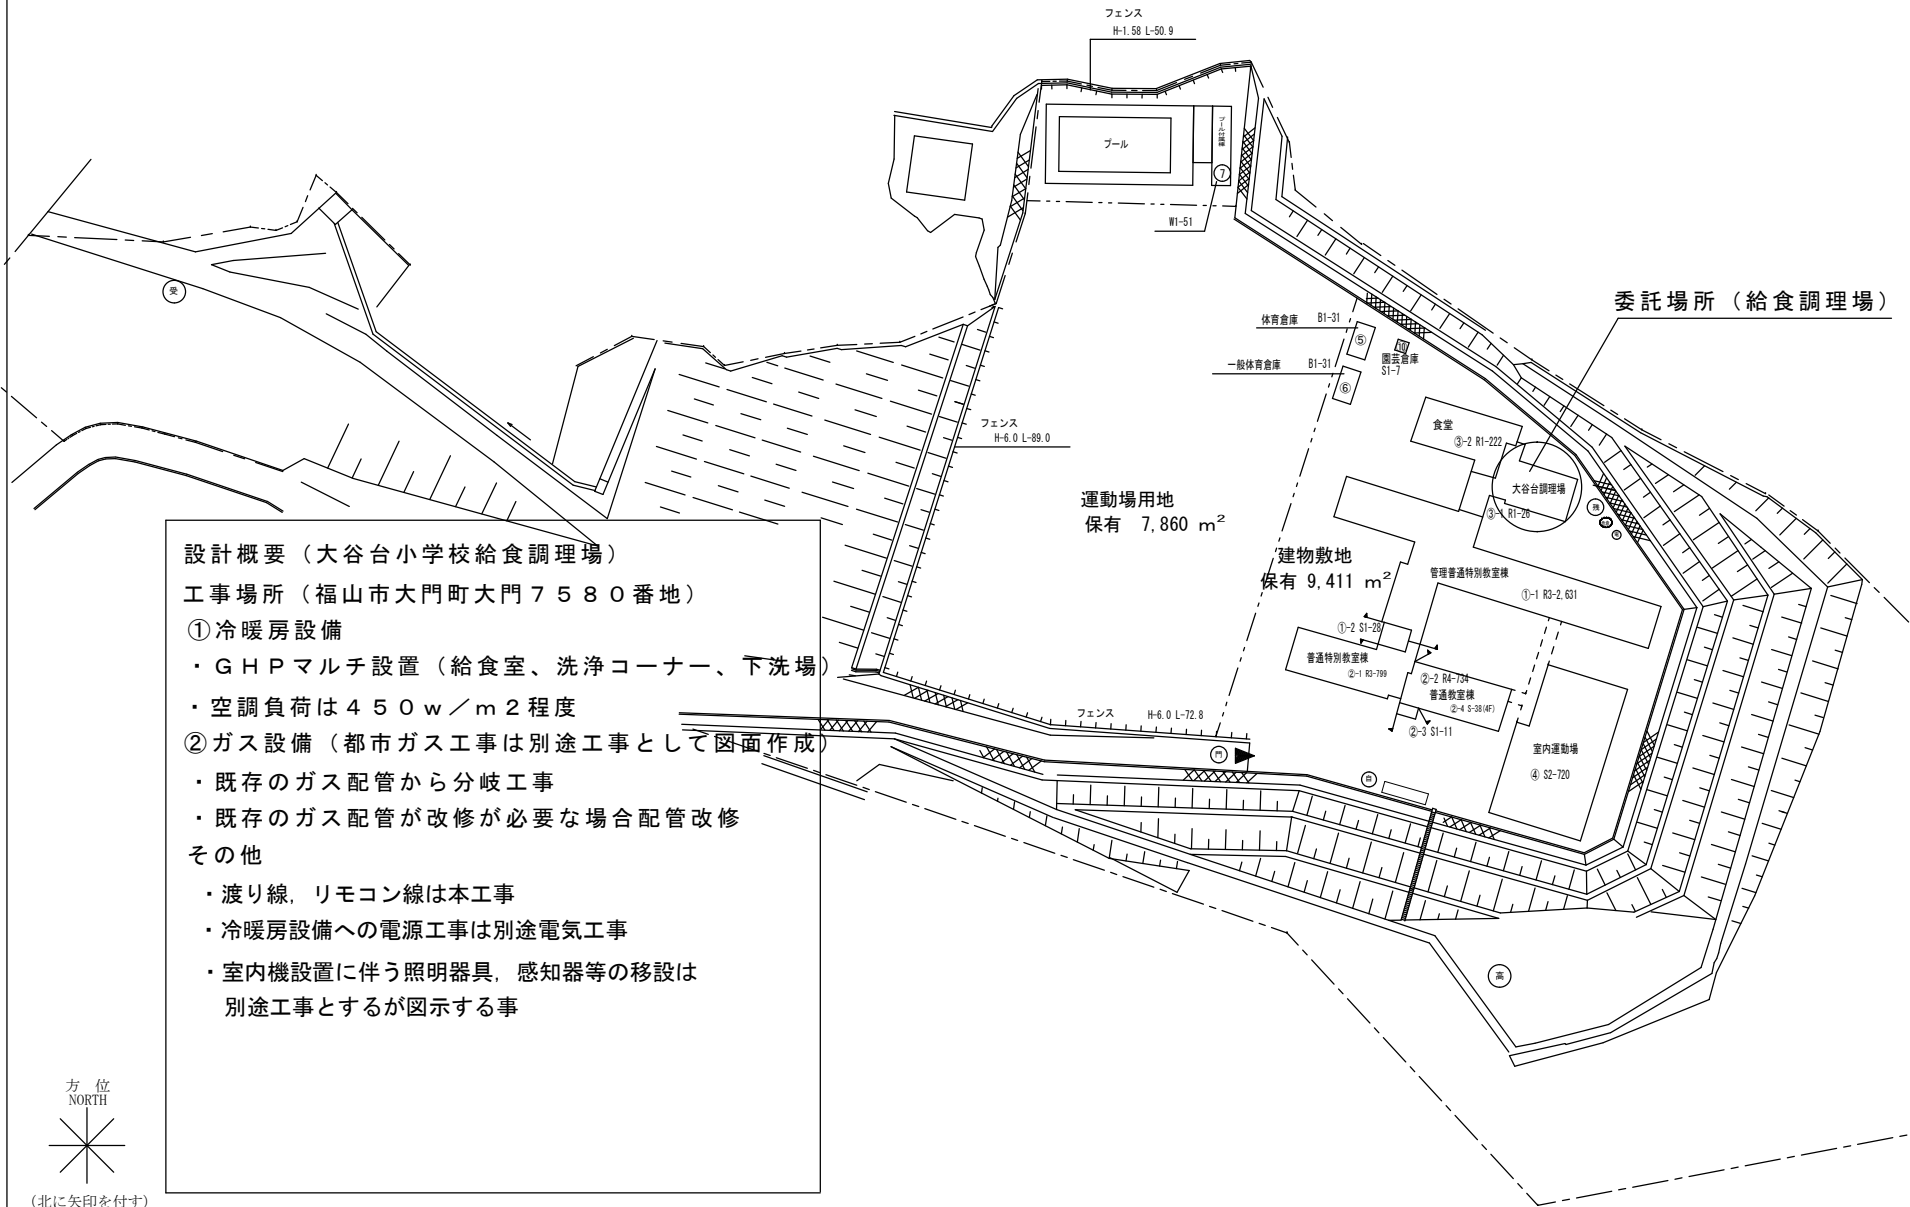 フェンス
H-1.58 L-50.9
プール
プール付属棟
⑦
W1-51
受
委託場所（給食調理場）
体育倉庫 B1-31
⑤
一般体育倉庫 B1-31
⑥
10
園芸倉庫
S1-7
フェンス
H-6.0 L-89.0
食堂
③-2 R1-222
大谷台調理場
③-1 R1-26
残
運動場用地
保有 7,860 m²
建物敷地
保有 9,411 m²
管理普通特別教室棟
①-1 R3-2,631
①-2 S1-28
普通特別教室棟
②-1 R3-799
②-2 R4-734
普通教室棟
②-4 S-38(4F)
②-3 S1-11
室内運動場
④ S2-720
フェンス H-6.0 L-72.8
門
自
高
設計概要（大谷台小学校給食調理場）
工事場所（福山市大門町大門７５８０番地）
①冷暖房設備
・ＧＨＰマルチ設置（給食室、洗浄コーナー、下洗場）
・空調負荷は４５０ｗ／ｍ２程度
②ガス設備（都市ガス工事は別途工事として図面作成）
・既存のガス配管から分岐工事
・既存のガス配管が改修が必要な場合配管改修
その他
・渡り線，リモコン線は本工事
・冷暖房設備への電源工事は別途電気工事
・室内機設置に伴う照明器具，感知器等の移設は
別途工事とするが図示する事
方 位
NORTH
(北に矢印を付す)